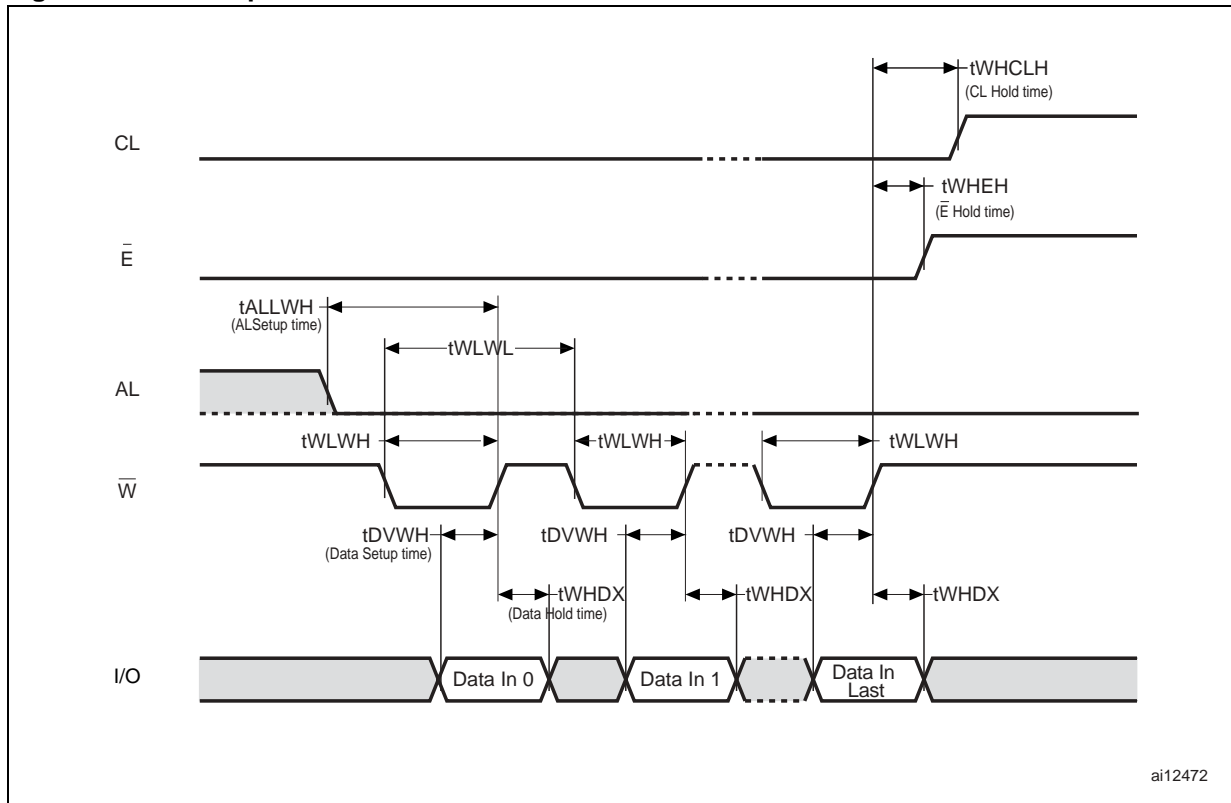 tWHCLH
(CL Hold time)
CL
tWHEH
(E̅ Hold time)
E̅
tALLWH
(ALSetup time)
tWLWL
AL
tWLWH
tWLWH
tWLWH
W̅
tDVWH
(Data Setup time)
tDVWH
tDVWH
tWHDX
(Data Hold time)
tWHDX
tWHDX
I/O
Data In 0
Data In 1
Data In
Last
ai12472